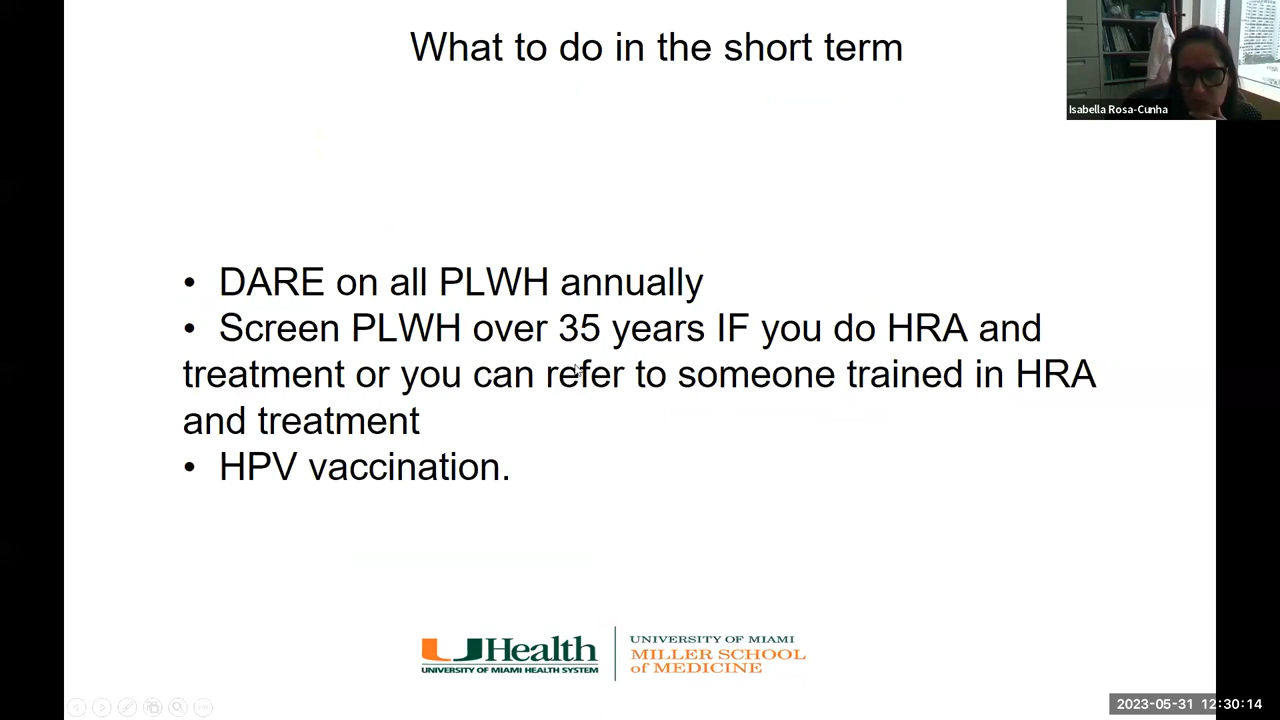 What to do in the short term
Isabella Rosa-Cunha
• DARE on all PLWH annually
• Screen PLWH over 35 years IF you do HRA and
treatment or you can refer to someone trained in HRA
and treatment
• HPV vaccination.
UHealth
UNIVERSITY OF MIAMI HEALTH SYSTEM
UNIVERSITY OF MIAMI
MILLER SCHOOL
of MEDICINE
2023-05-31 12:30:14